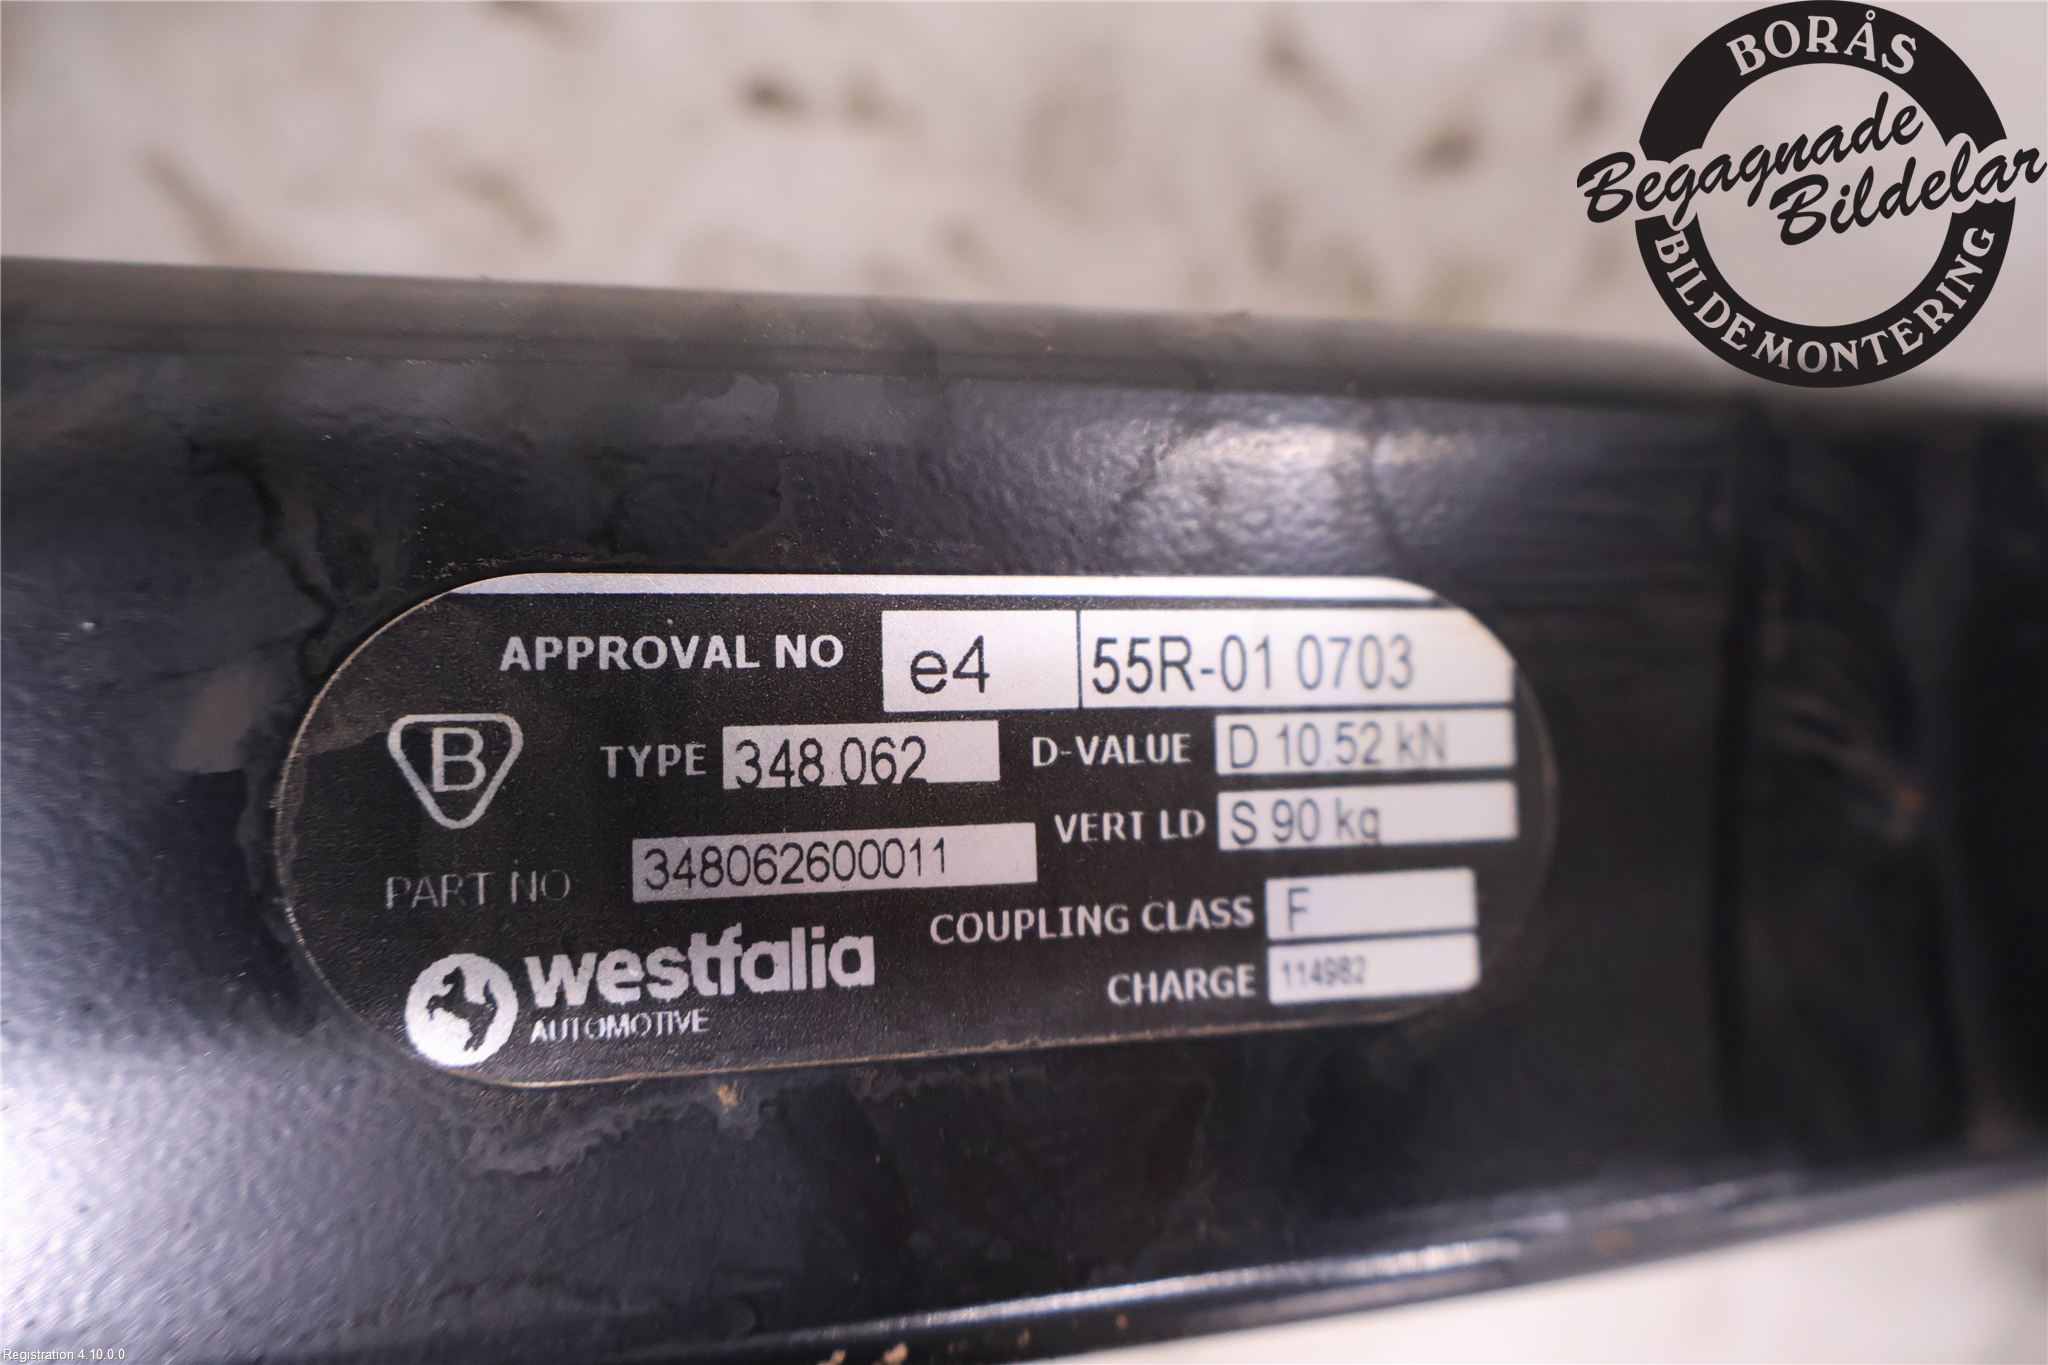 BORÅS
Begagnade
Bildelar
BILDEMONTERING
APPROVAL NO e4 55R-01 0703
B
TYPE 348.062 D-VALUE D 10.52 kN
VERT LD S 90 kg
PART NO 348062600011
COUPLING CLASS F
westfalia
AUTOMOTIVE
CHARGE 114982
Registration 4.10.0.0